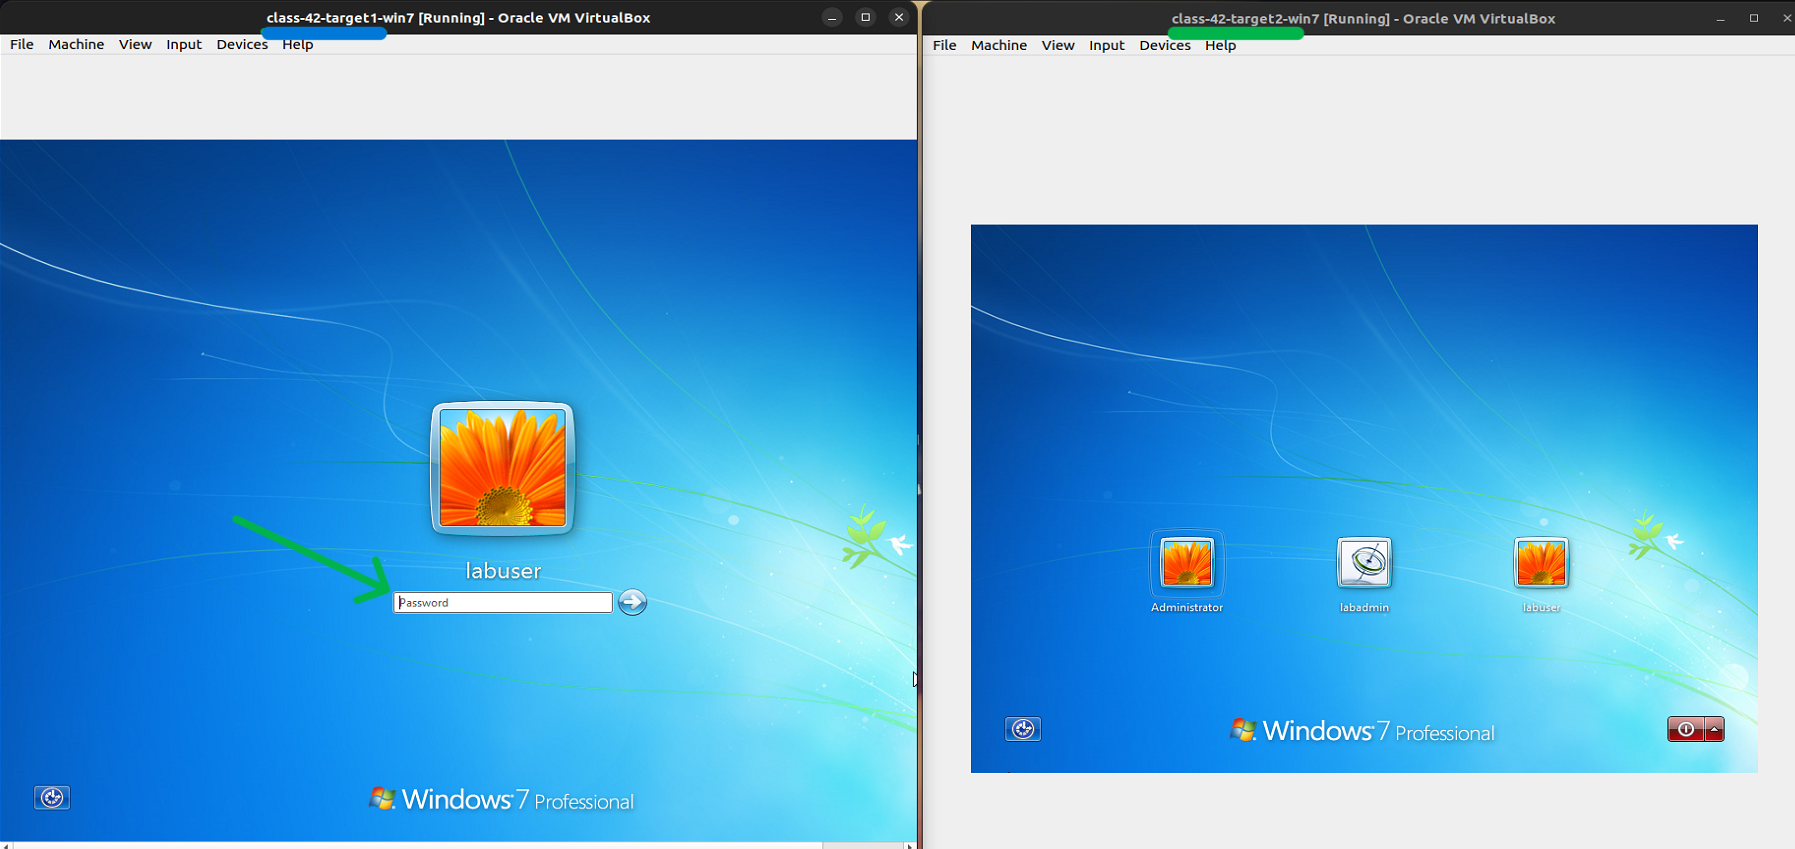 class-42-target1-win7 [Running] - Oracle VM VirtualBox
File Machine View Input Devices Help
labuser
Password
Windows 7 Professional
class-42-target2-win7 [Running] - Oracle VM VirtualBox
File Machine View Input Devices Help
Administrator
labadmin
labuser
Windows 7 Professional